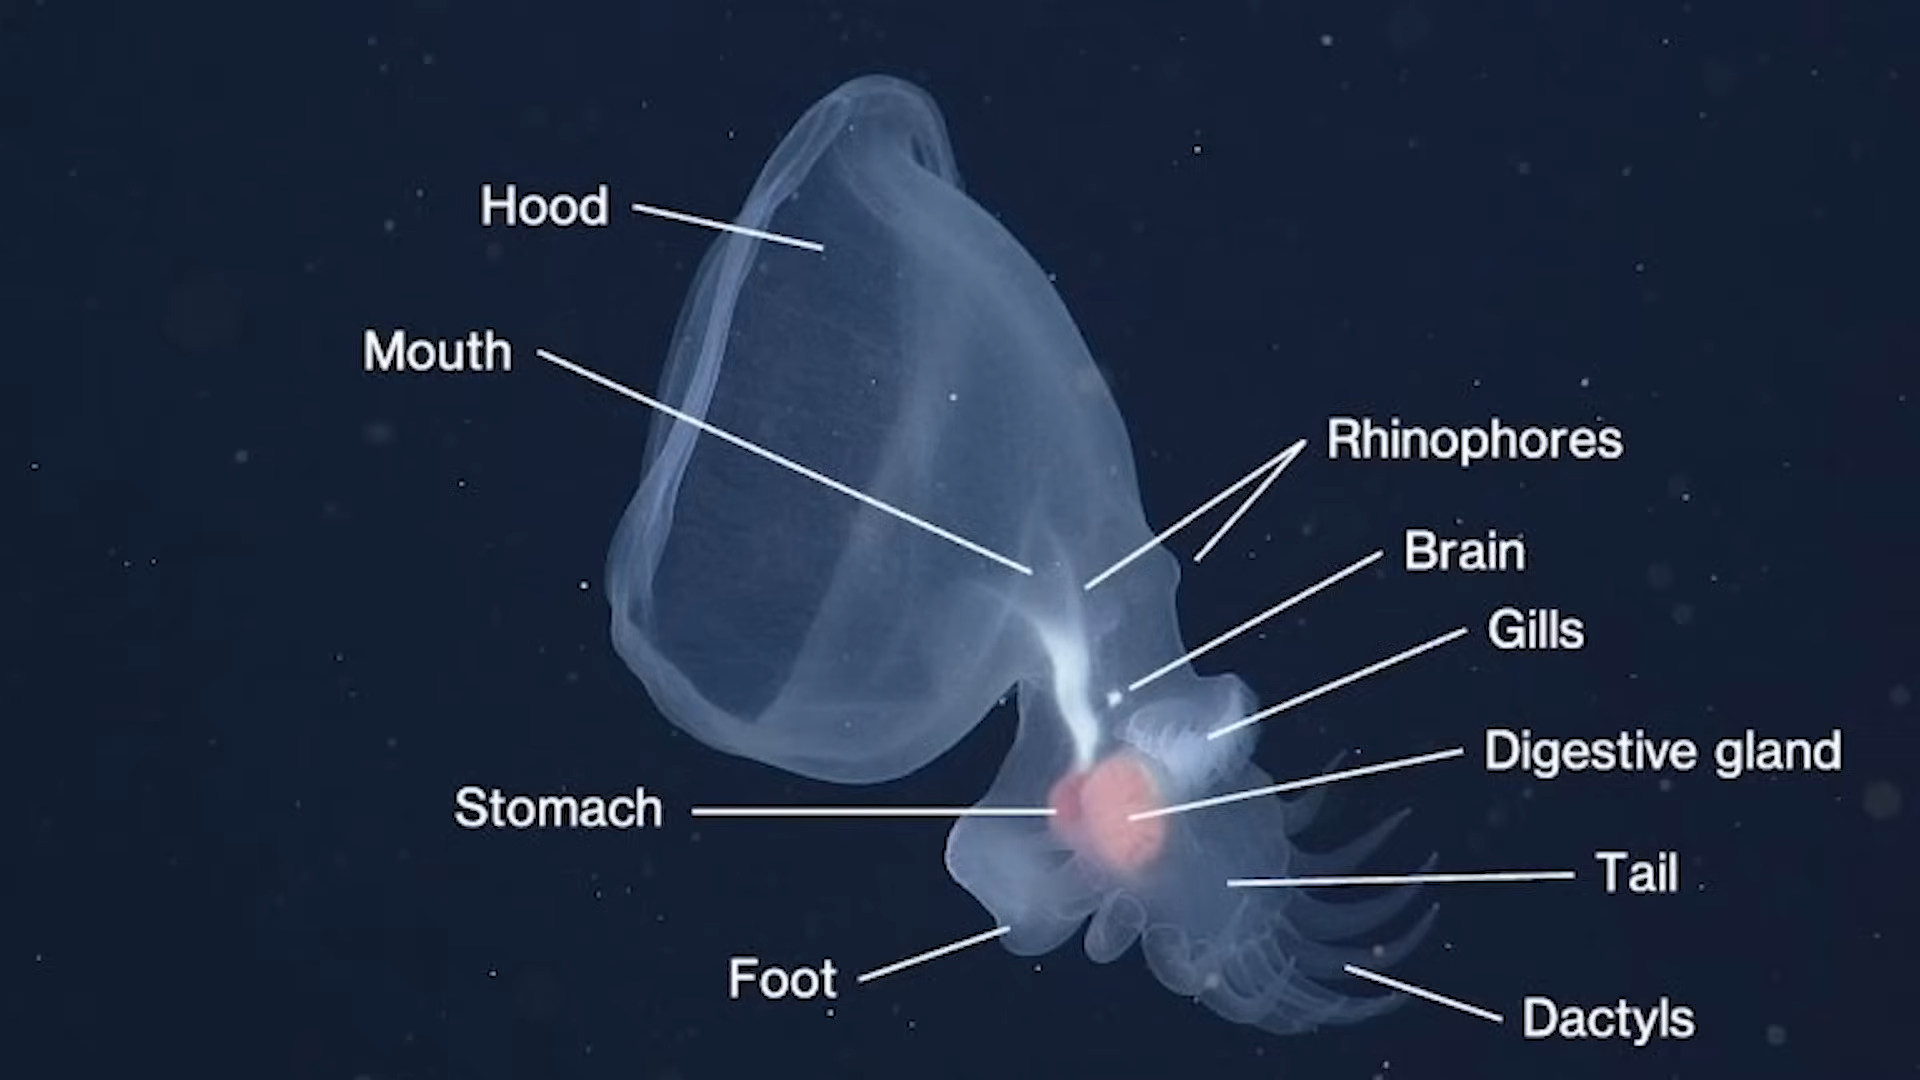 Hood
Mouth
Rhinophores
Brain
Gills
Digestive gland
Stomach
Tail
Foot
Dactyls